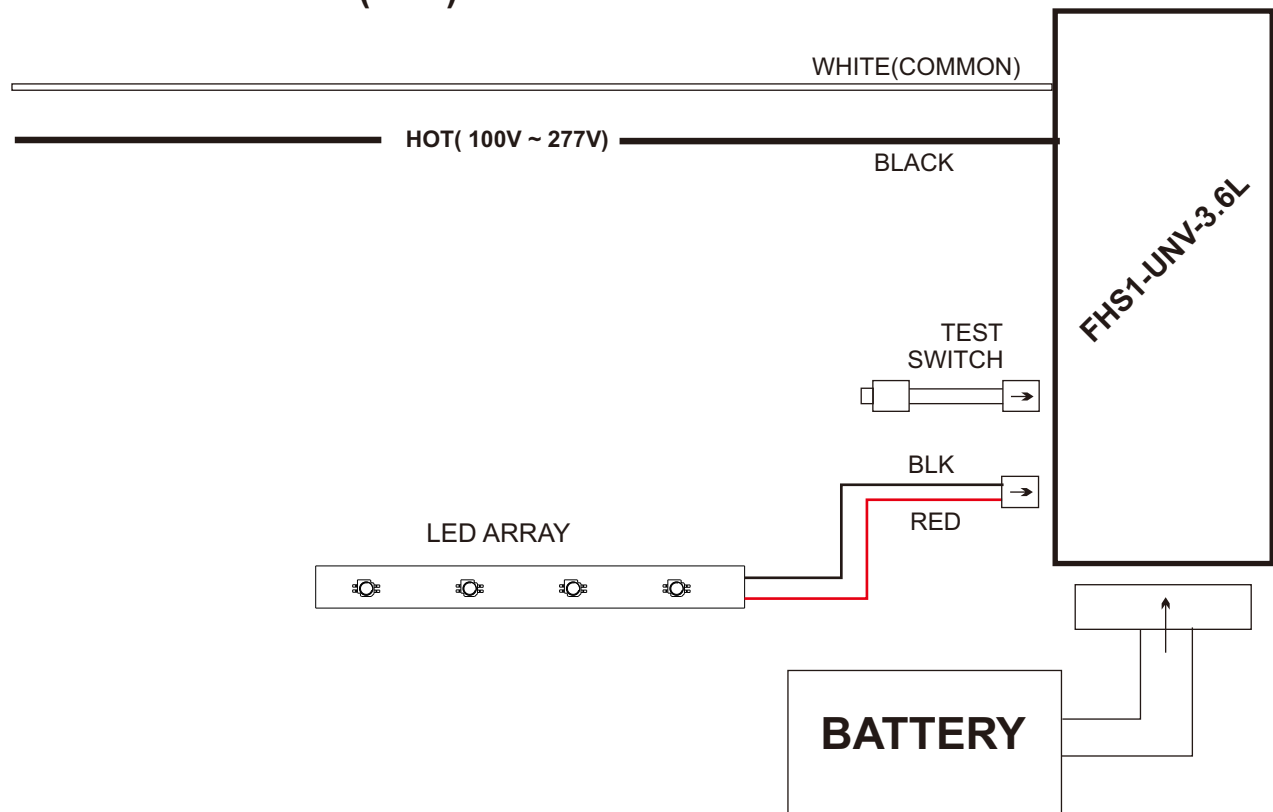 WHITE(COMMON)
HOT( 100V ~ 277V)
BLACK
FHS1-UNV-3.6L
TEST
SWITCH
BLK
RED
LED ARRAY
BATTERY